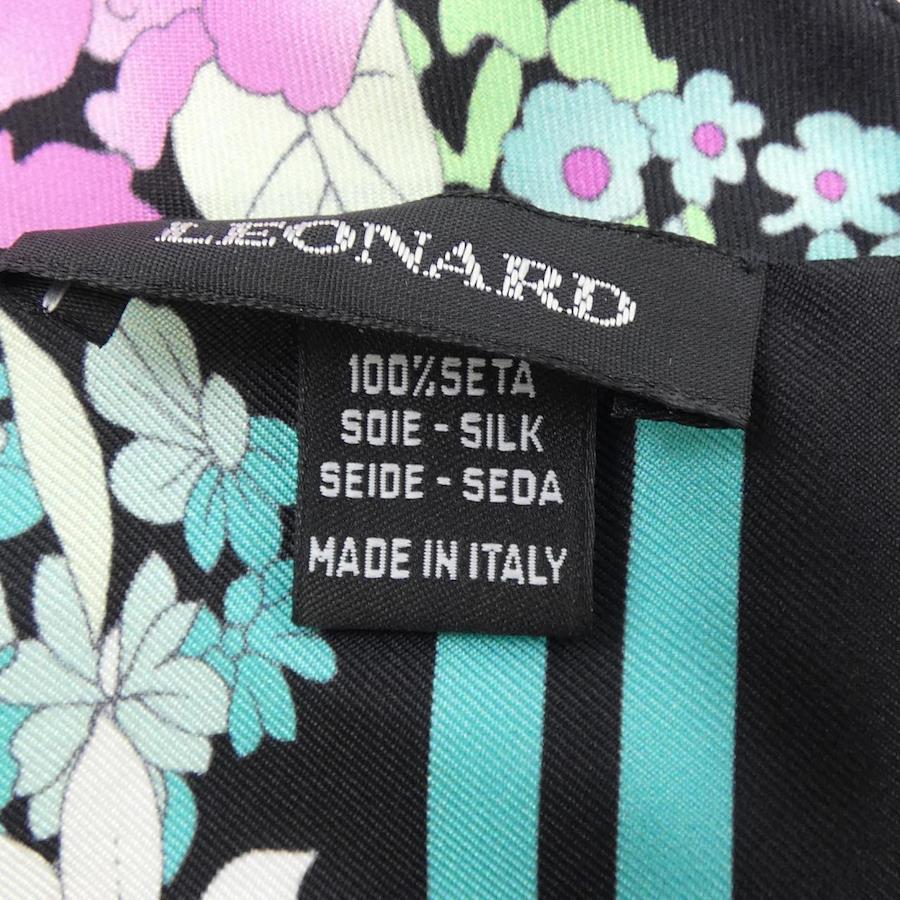 LEONARD
100%SETA
SOIE - SILK
SEIDE - SEDA
MADE IN ITALY